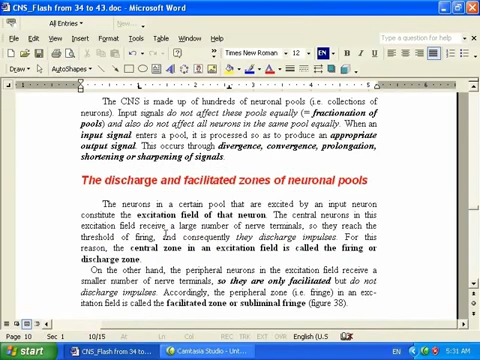 CNS_Flash from 34 to 43.doc - Microsoft Word
All Entries
New...
File Edit View Insert Format Tools Table Window Help
Type a question for help
Times New Roman 12 EN B I U
Draw AutoShapes
The CNS is made up of hundreds of neuronal pools (i.e. collections of
neurons). Input signals do not affect these pools equally (= fractionation of
pools) and also do not affect all neurons in the same pool equally. When an
input signal enters a pool, it is processed so as to produce an appropriate
output signal. This occurs through divergence, convergence, prolongation,
shortening or sharpening of signals.
The discharge and facilitated zones of neuronal pools
The neurons in a certain pool that are excited by an input neuron
constitute the excitation field of that neuron. The central neurons in this
excitation field receive a large number of nerve terminals, so they reach the
threshold of firing, and consequently they discharge impulses. For this
reason, the central zone in an excitation field is called the firing or
discharge zone.
On the other hand, the peripheral neurons in the excitation field receive a
smaller number of nerve terminals, so they are only facilitated but do not
discharge impulses. Accordingly, the peripheral zone (i.e. fringe) in an exc-
itation field is called the facilitated zone or subliminal fringe (figure 38).
Page 10 Sec 1 10/15 REC TRK EXT OVR English (U.S
start CNS_Flash from 34 to... Camtasia Studio - Unt... EN 5:31 AM